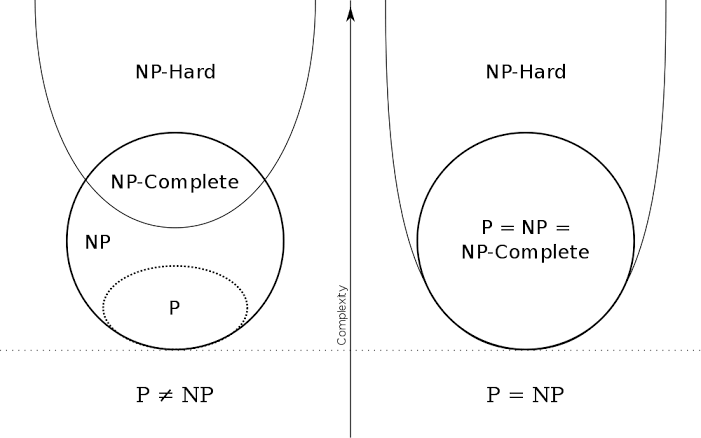 NP-Hard
NP-Complete
NP
P
P ≠ NP
Complexity
NP-Hard
P = NP =
NP-Complete
P = NP